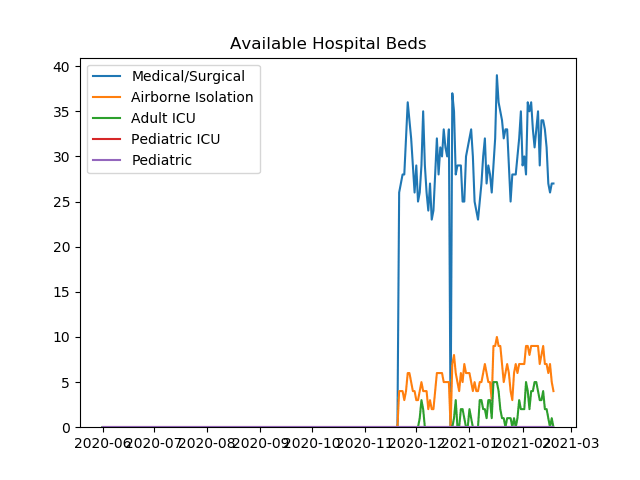 Available Hospital Beds
40
35
30
25
20
15
10
5
0
Medical/Surgical
Airborne Isolation
Adult ICU
Pediatric ICU
Pediatric
2020-06 2020-07 2020-08 2020-09 2020-10 2020-11 2020-12 2021-01 2021-02 2021-03